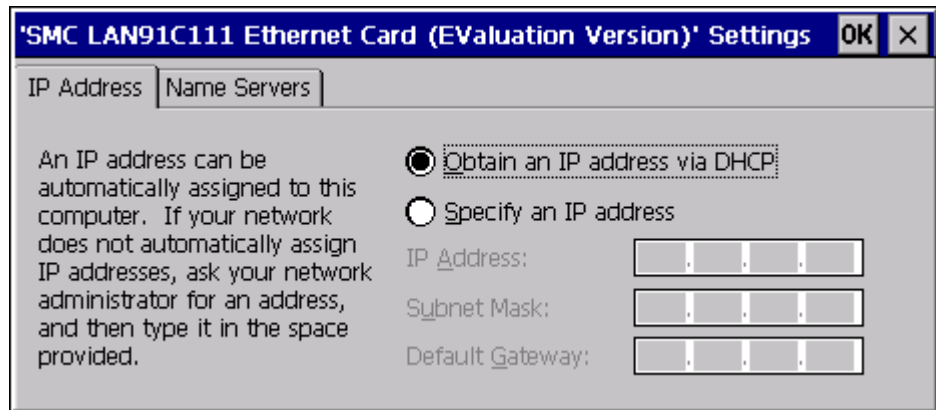 'SMC LAN91C111 Ethernet Card (EValuation Version)' Settings OK ×
IP Address Name Servers
An IP address can be
automatically assigned to this
computer. If your network
does not automatically assign
IP addresses, ask your network
administrator for an address,
and then type it in the space
provided.
Obtain an IP address via DHCP
Specify an IP address
IP Address:
Subnet Mask:
Default Gateway: